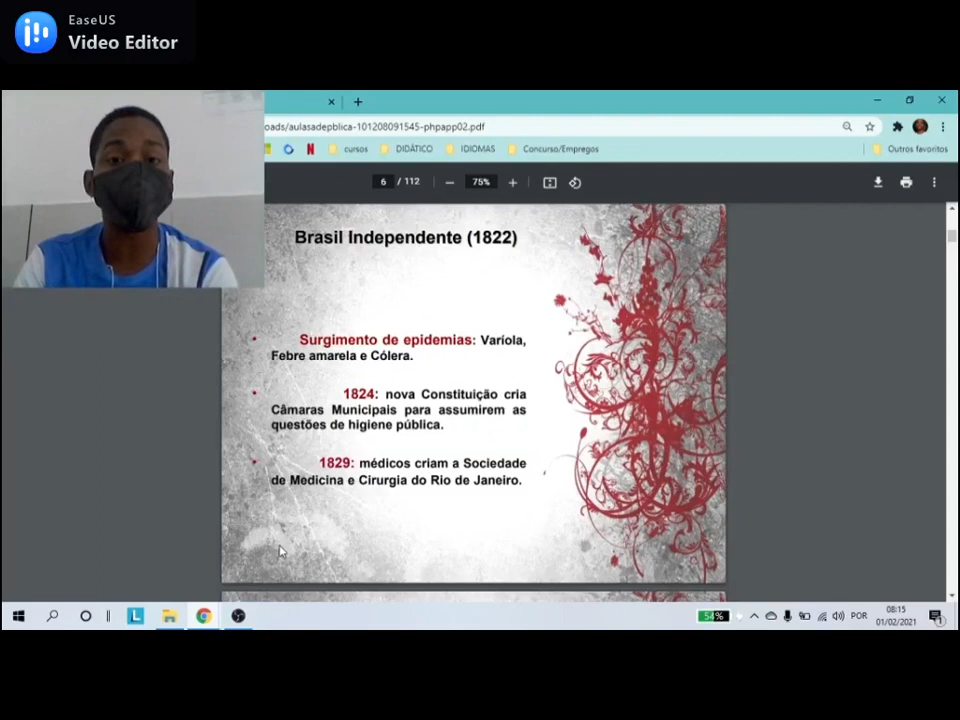 EaseUS
Video Editor
oads/aulasadepblica-101208091545-phpapp02.pdf
cursos
DIDÁTICO
IDIOMAS
Concurso/Empregos
Outros favoritos
6 / 112
75%
Brasil Independente (1822)
• Surgimento de epidemias: Varíola,
Febre amarela e Cólera.
• 1824: nova Constituição cria
Câmaras Municipais para assumirem as
questões de higiene pública.
• 1829: médicos criam a Sociedade
de Medicina e Cirurgia do Rio de Janeiro.
54%
POR
08:15
01/02/2021